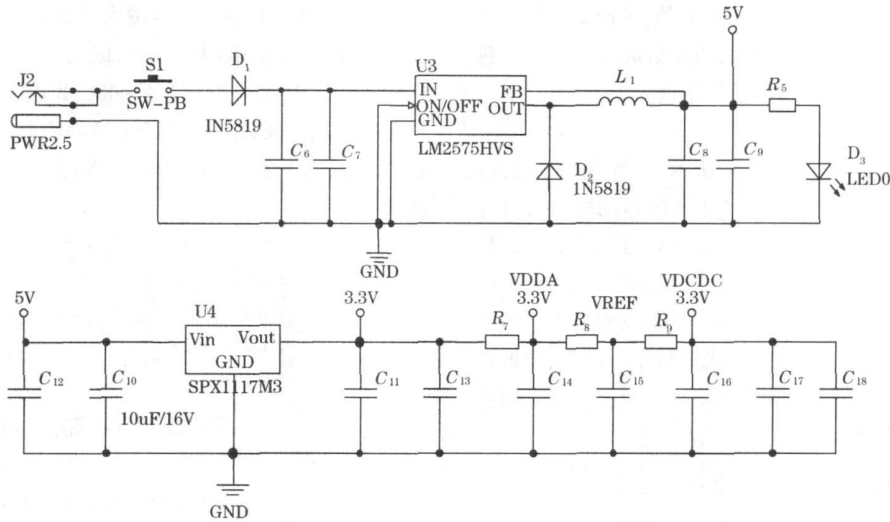 5V
S1
D₁
U3
J2
L₁
R₅
IN
FB
SW-PB
ON/OFF
OUT
GND
PWR2.5
IN5819
LM2575HVS
C₆
C₇
D₂
1N5819
C₈
C₉
D₃
LED0
GND
5V
U4
3.3V
VDDA
3.3V
VREF
VDCDC
3.3V
R₇
R₈
R₉
Vin
Vout
GND
SPX1117M3
C₁₂
C₁₀
C₁₁
C₁₃
C₁₄
C₁₅
C₁₆
C₁₇
C₁₈
10uF/16V
GND